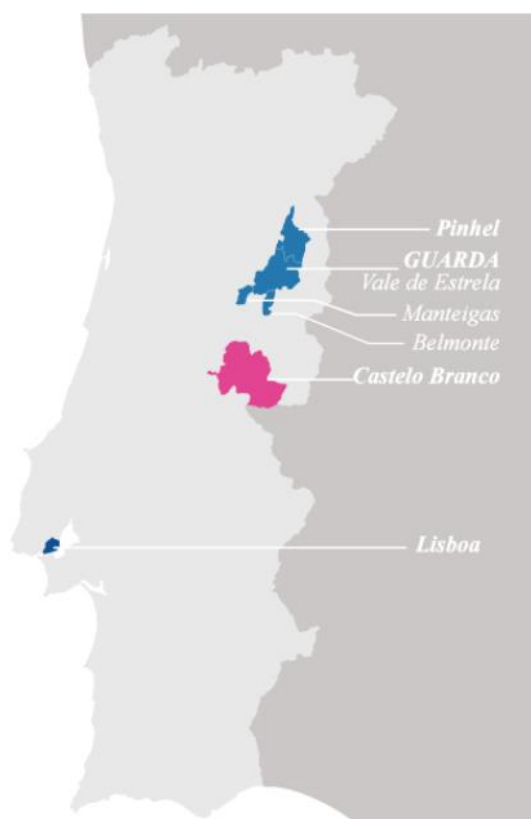 Pinhel
GUARDA
Vale de Estrela
Manteigas
Belmonte
Castelo Branco
Lisboa